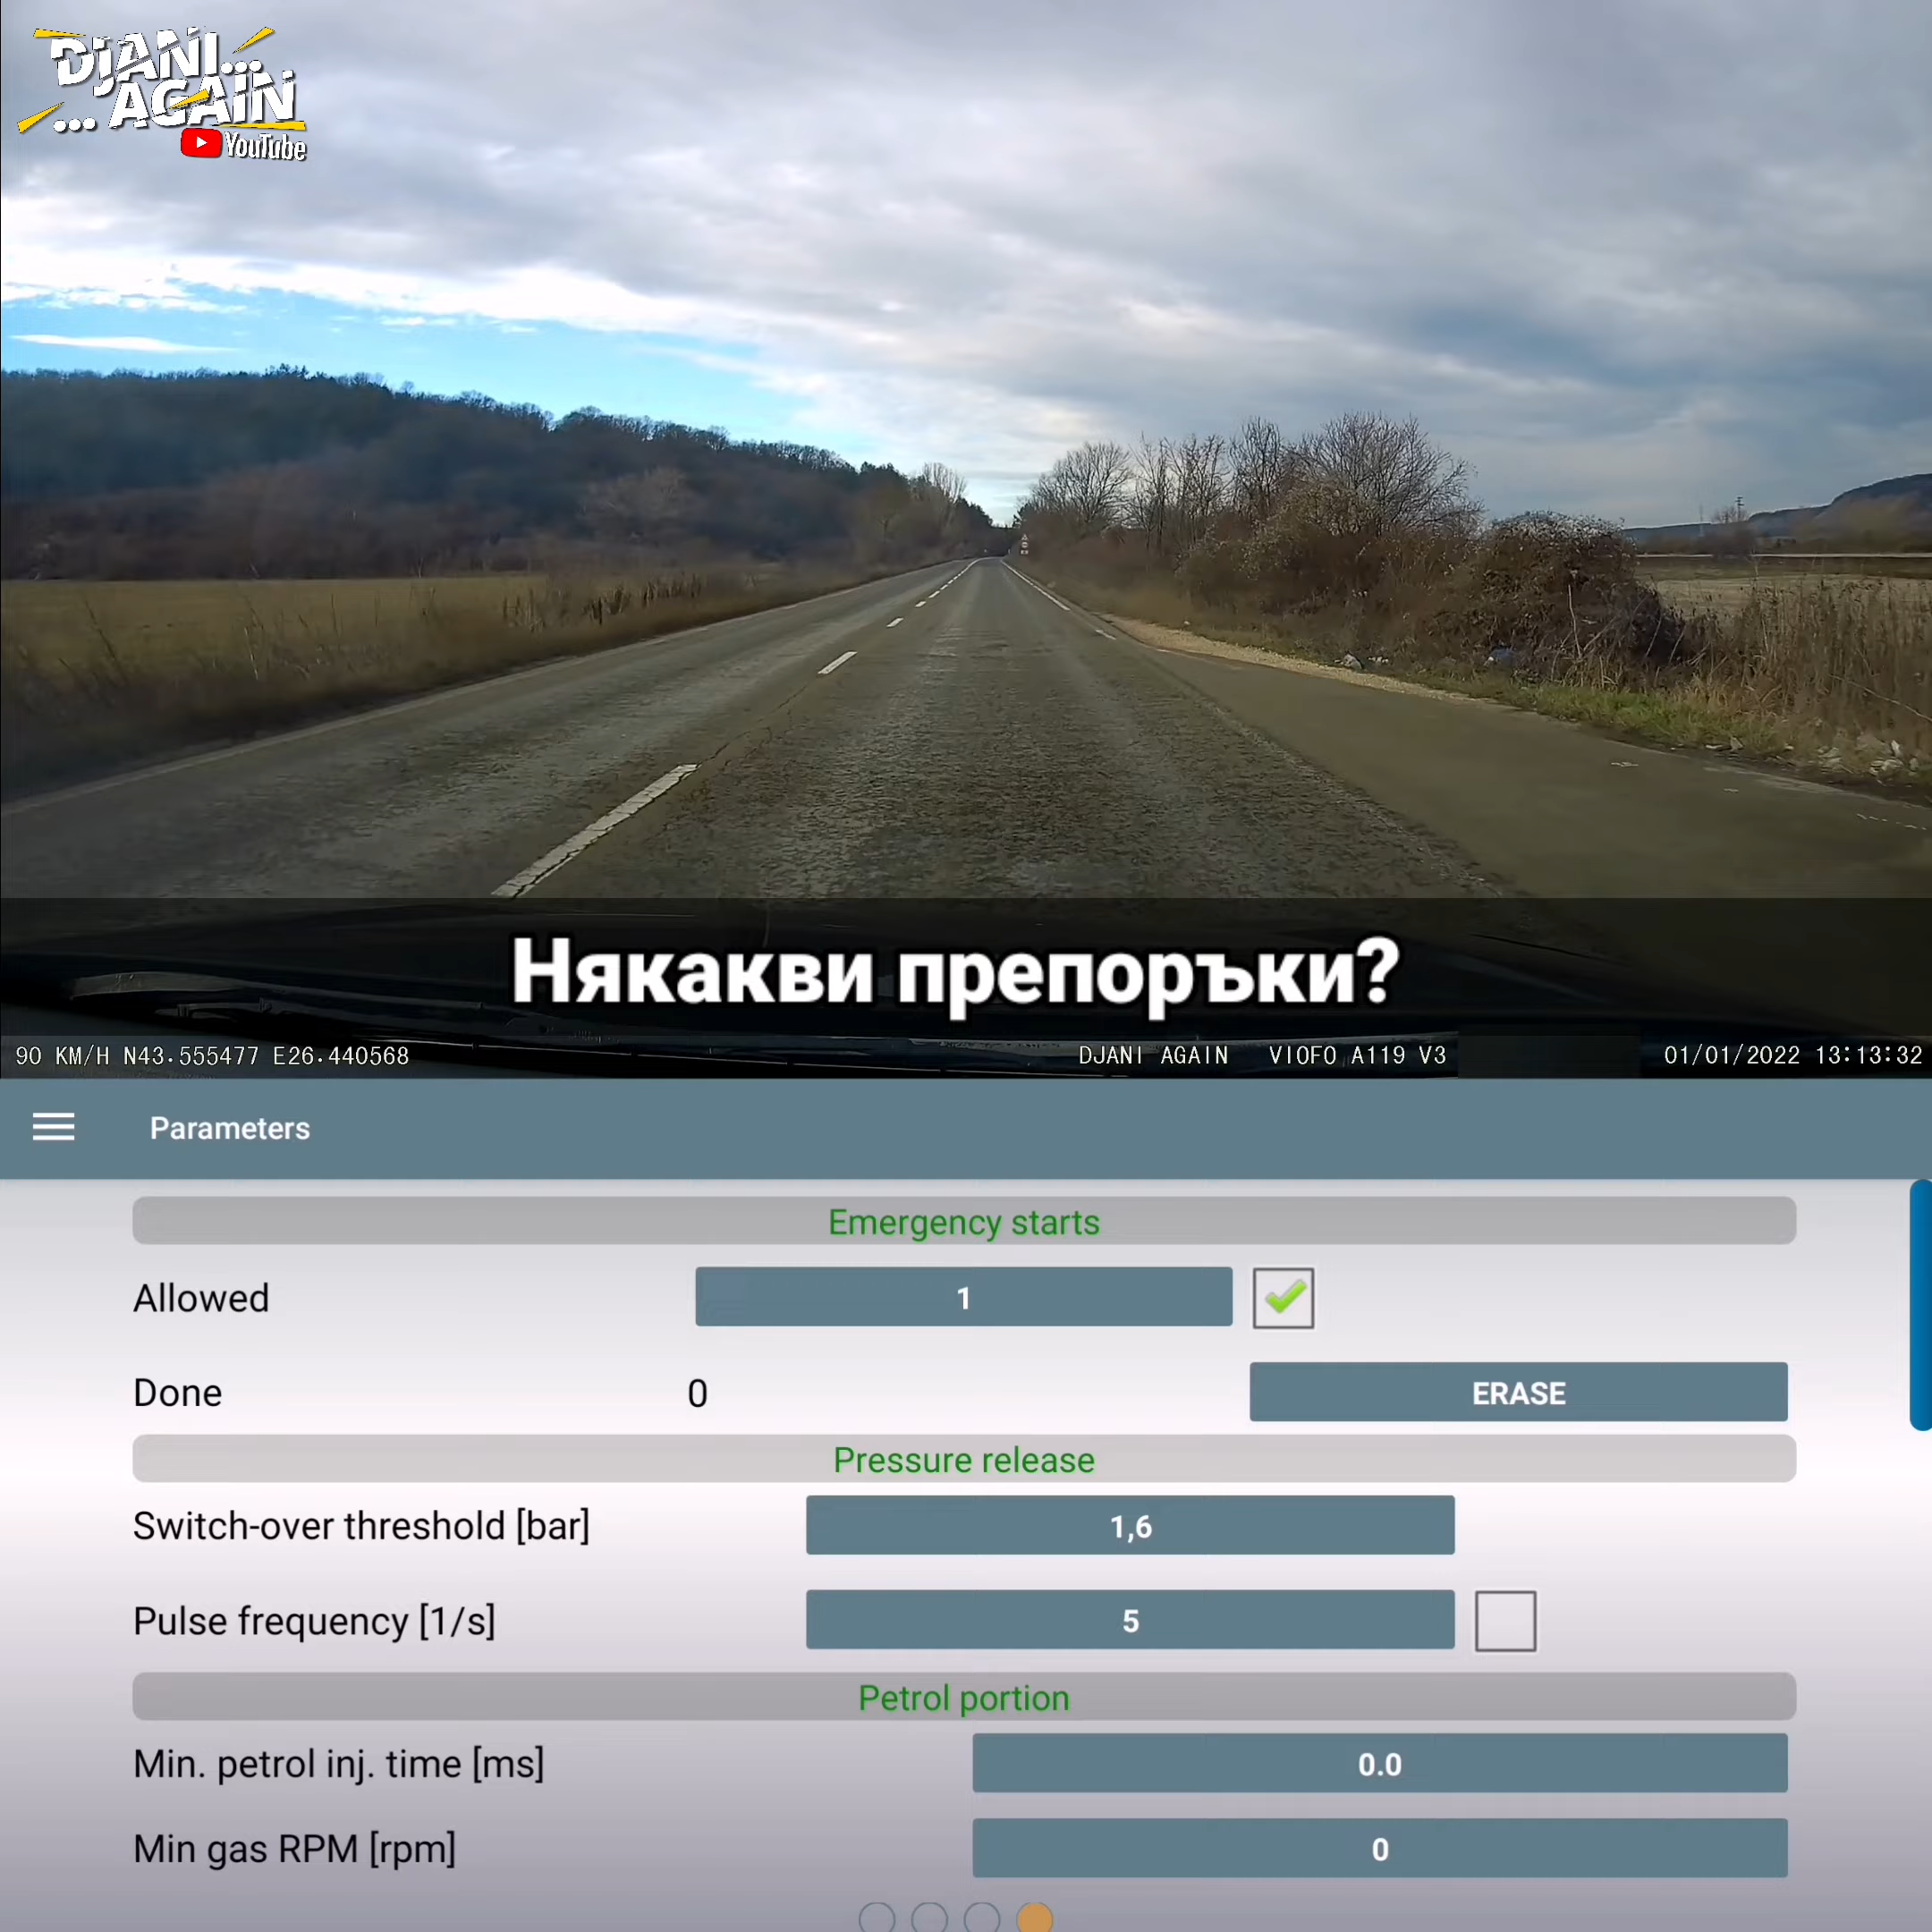 DJANI...
... AGAIN
YouTube
Някакви препоръки?
90 KM/H N43.555477 E26.440568 DJANI AGAIN VIOFO A119 V3 01/01/2022 13:13:32
Parameters
Emergency starts
Allowed 1
Done 0 ERASE
Pressure release
Switch-over threshold [bar] 1,6
Pulse frequency [1/s] 5
Petrol portion
Min. petrol inj. time [ms] 0.0
Min gas RPM [rpm] 0